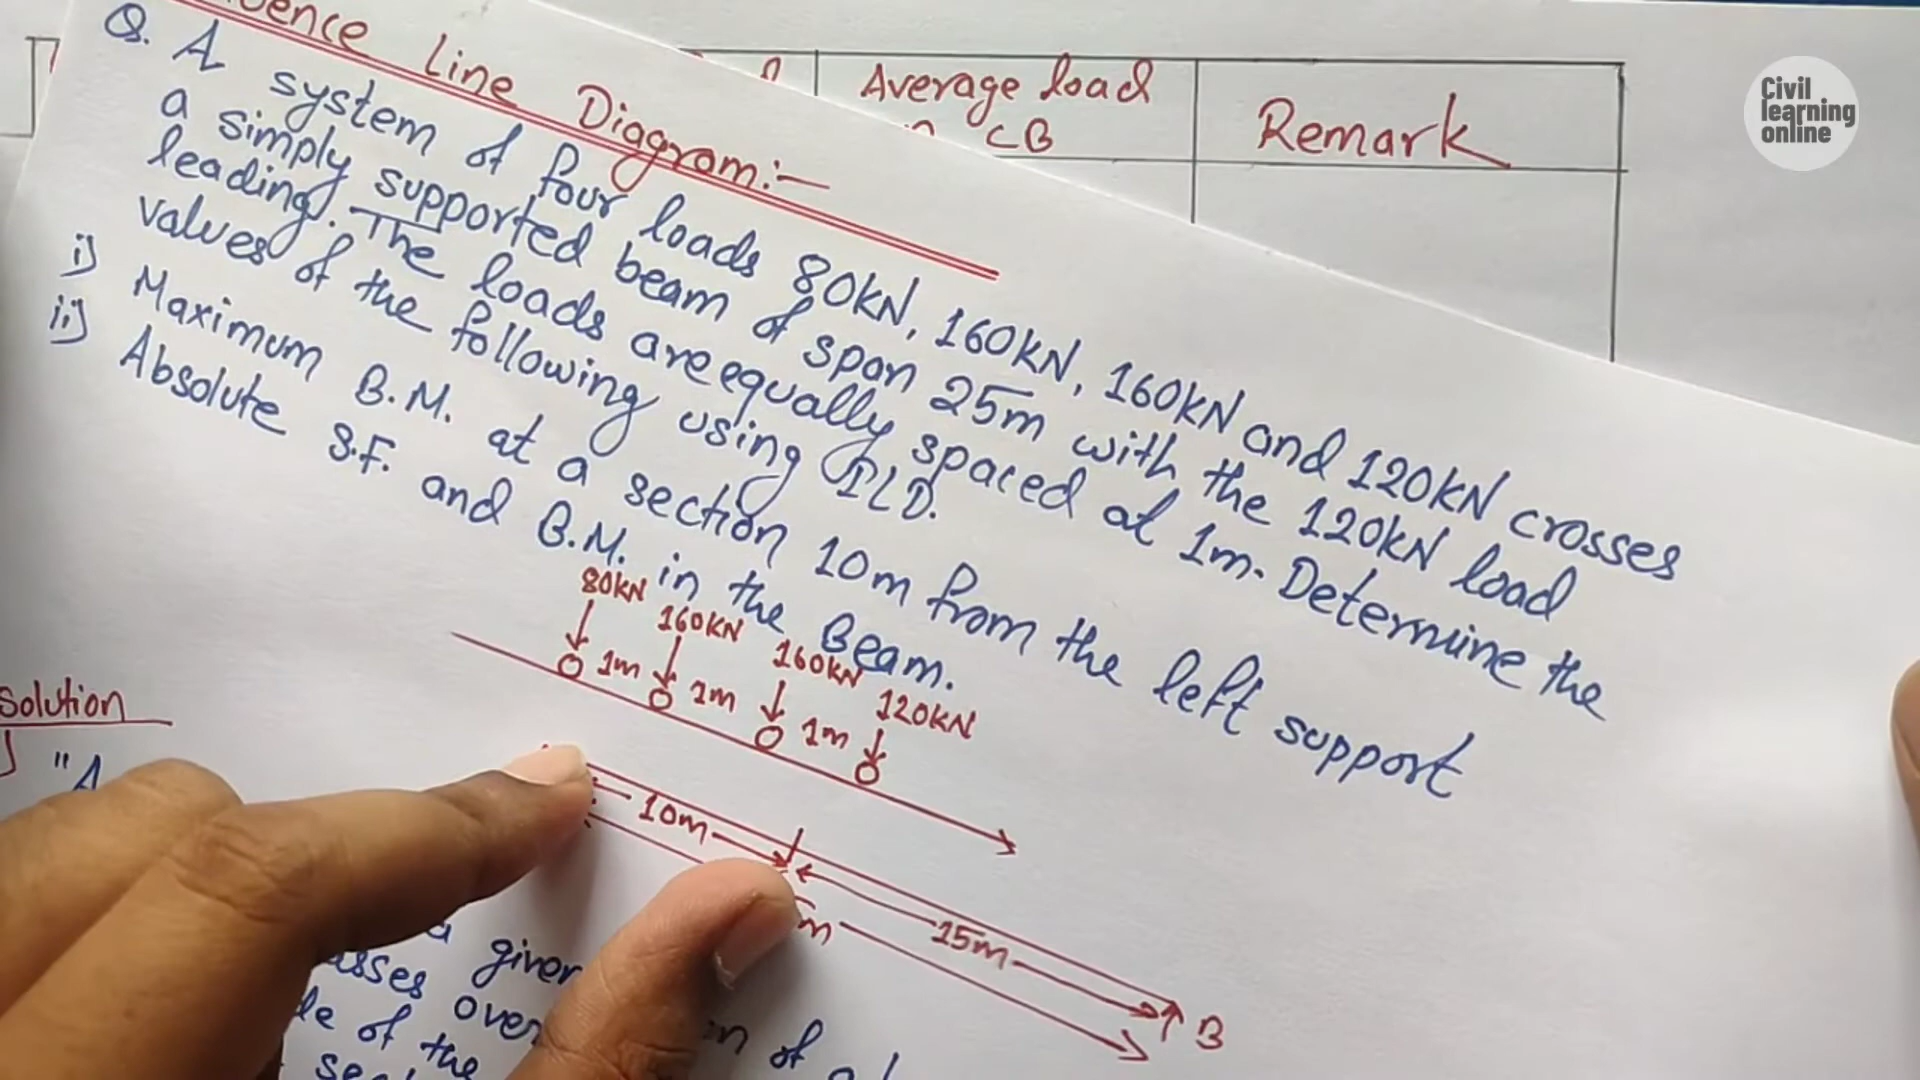 Line Diagram:-
Q. A system of four loads 80KN, 160KN, 160KN and 120KN crosses
a simply supported beam of span 25m with the 120KN load
leading. The loads are equally spaced at 1m. Determine the
values of the following using ILD.
i) Maximum B.M. at a section 10m from the left support
ii) Absolute S.F. and B.M. in the Beam.
80KN 160KN 160KN 120KN
1m 1m 1m
10m 15m
m
B
Average load
CB
Remark
Solution
"A
a given
over
of the
of
Civil
learning
online